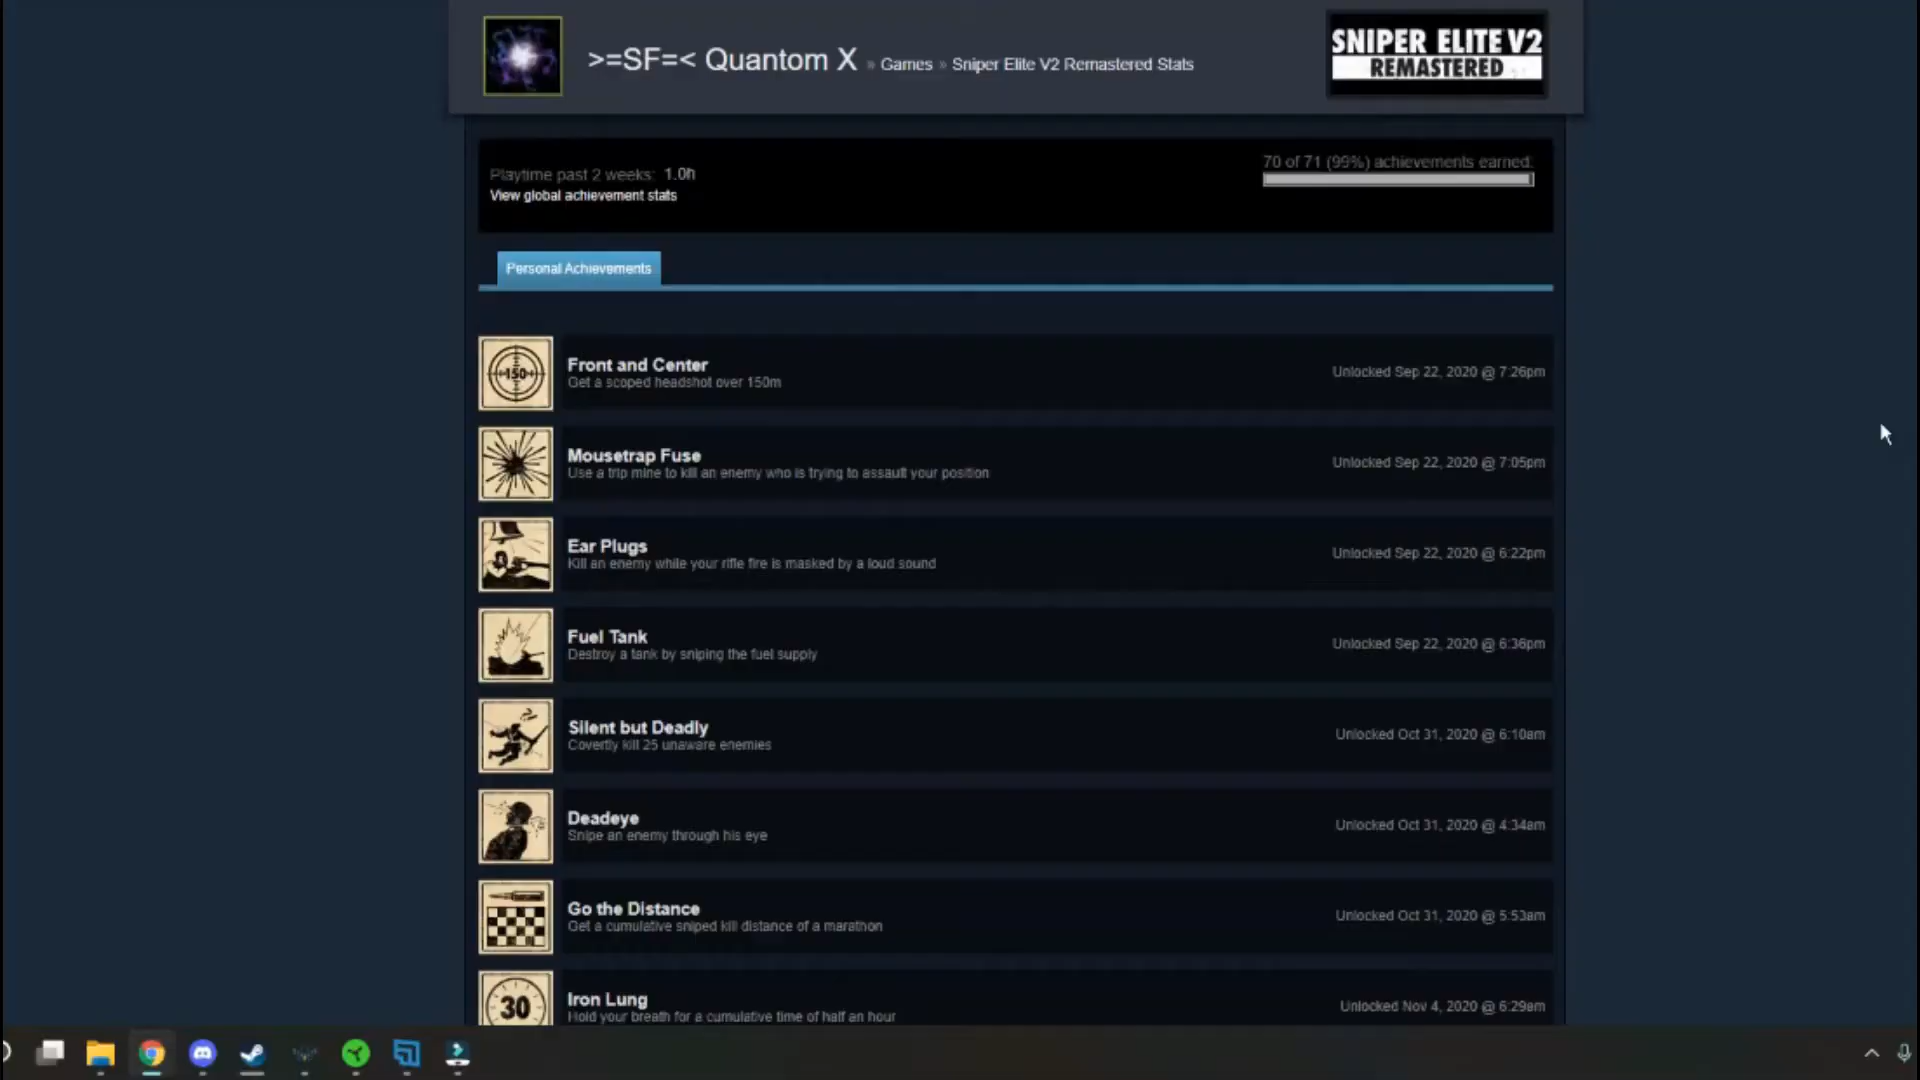 >=SF=< Quantom X » Games » Sniper Elite V2 Remastered Stats
SNIPER ELITE V2
REMASTERED
Playtime past 2 weeks: 1.0h
View global achievement stats
70 of 71 (99%) achievements earned:
Personal Achievements
150
Front and Center
Get a scoped headshot over 150m
Unlocked Sep 22, 2020 @ 7:26pm
Mousetrap Fuse
Use a trip mine to kill an enemy who is trying to assault your position
Unlocked Sep 22, 2020 @ 7:05pm
Ear Plugs
Kill an enemy while your rifle fire is masked by a loud sound
Unlocked Sep 22, 2020 @ 6:22pm
Fuel Tank
Destroy a tank by sniping the fuel supply
Unlocked Sep 22, 2020 @ 6:36pm
Silent but Deadly
Covertly kill 25 unaware enemies
Unlocked Oct 31, 2020 @ 6:10am
Deadeye
Snipe an enemy through his eye
Unlocked Oct 31, 2020 @ 4:34am
Go the Distance
Get a cumulative sniped kill distance of a marathon
Unlocked Oct 31, 2020 @ 5:53am
30
Iron Lung
Hold your breath for a cumulative time of half an hour
Unlocked Nov 4, 2020 @ 6:29am